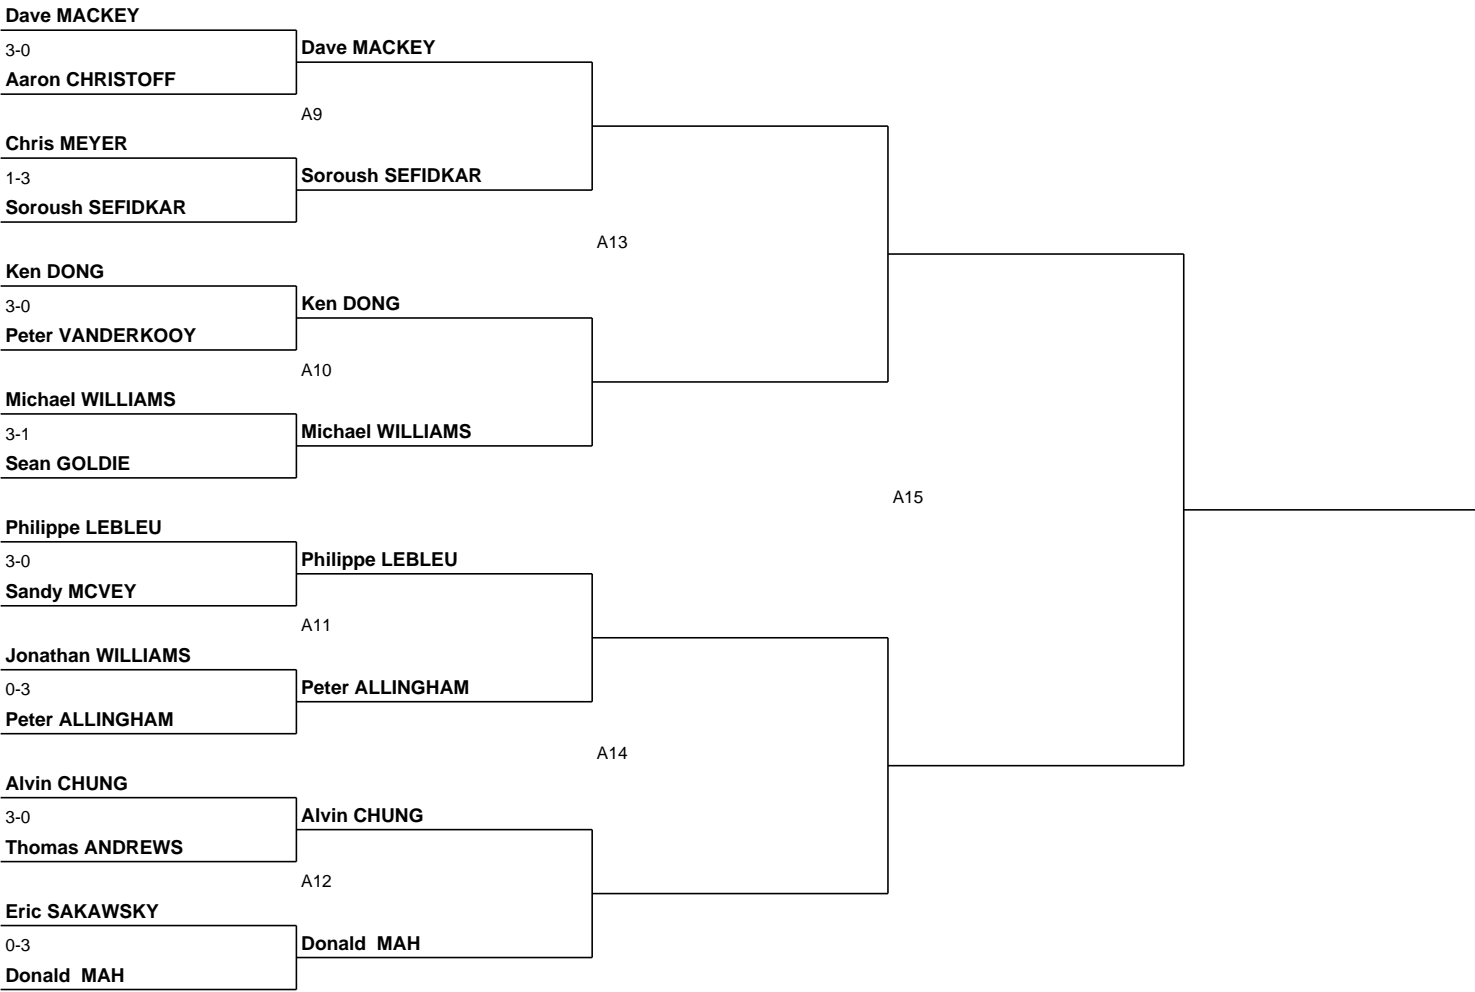 Dave MACKEY
3-0
Aaron CHRISTOFF
Chris MEYER
1-3
Soroush SEFIDKAR
Ken DONG
3-0
Peter VANDERKOOY
Michael WILLIAMS
3-1
Sean GOLDIE
Philippe LEBLEU
3-0
Sandy MCVEY
Jonathan WILLIAMS
0-3
Peter ALLINGHAM
Alvin CHUNG
3-0
Thomas ANDREWS
Eric SAKAWSKY
0-3
Donald  MAH
Dave MACKEY
A9
Soroush SEFIDKAR
Ken DONG
A10
Michael WILLIAMS
Philippe LEBLEU
A11
Peter ALLINGHAM
Alvin CHUNG
A12
Donald  MAH
A13
A14
A15